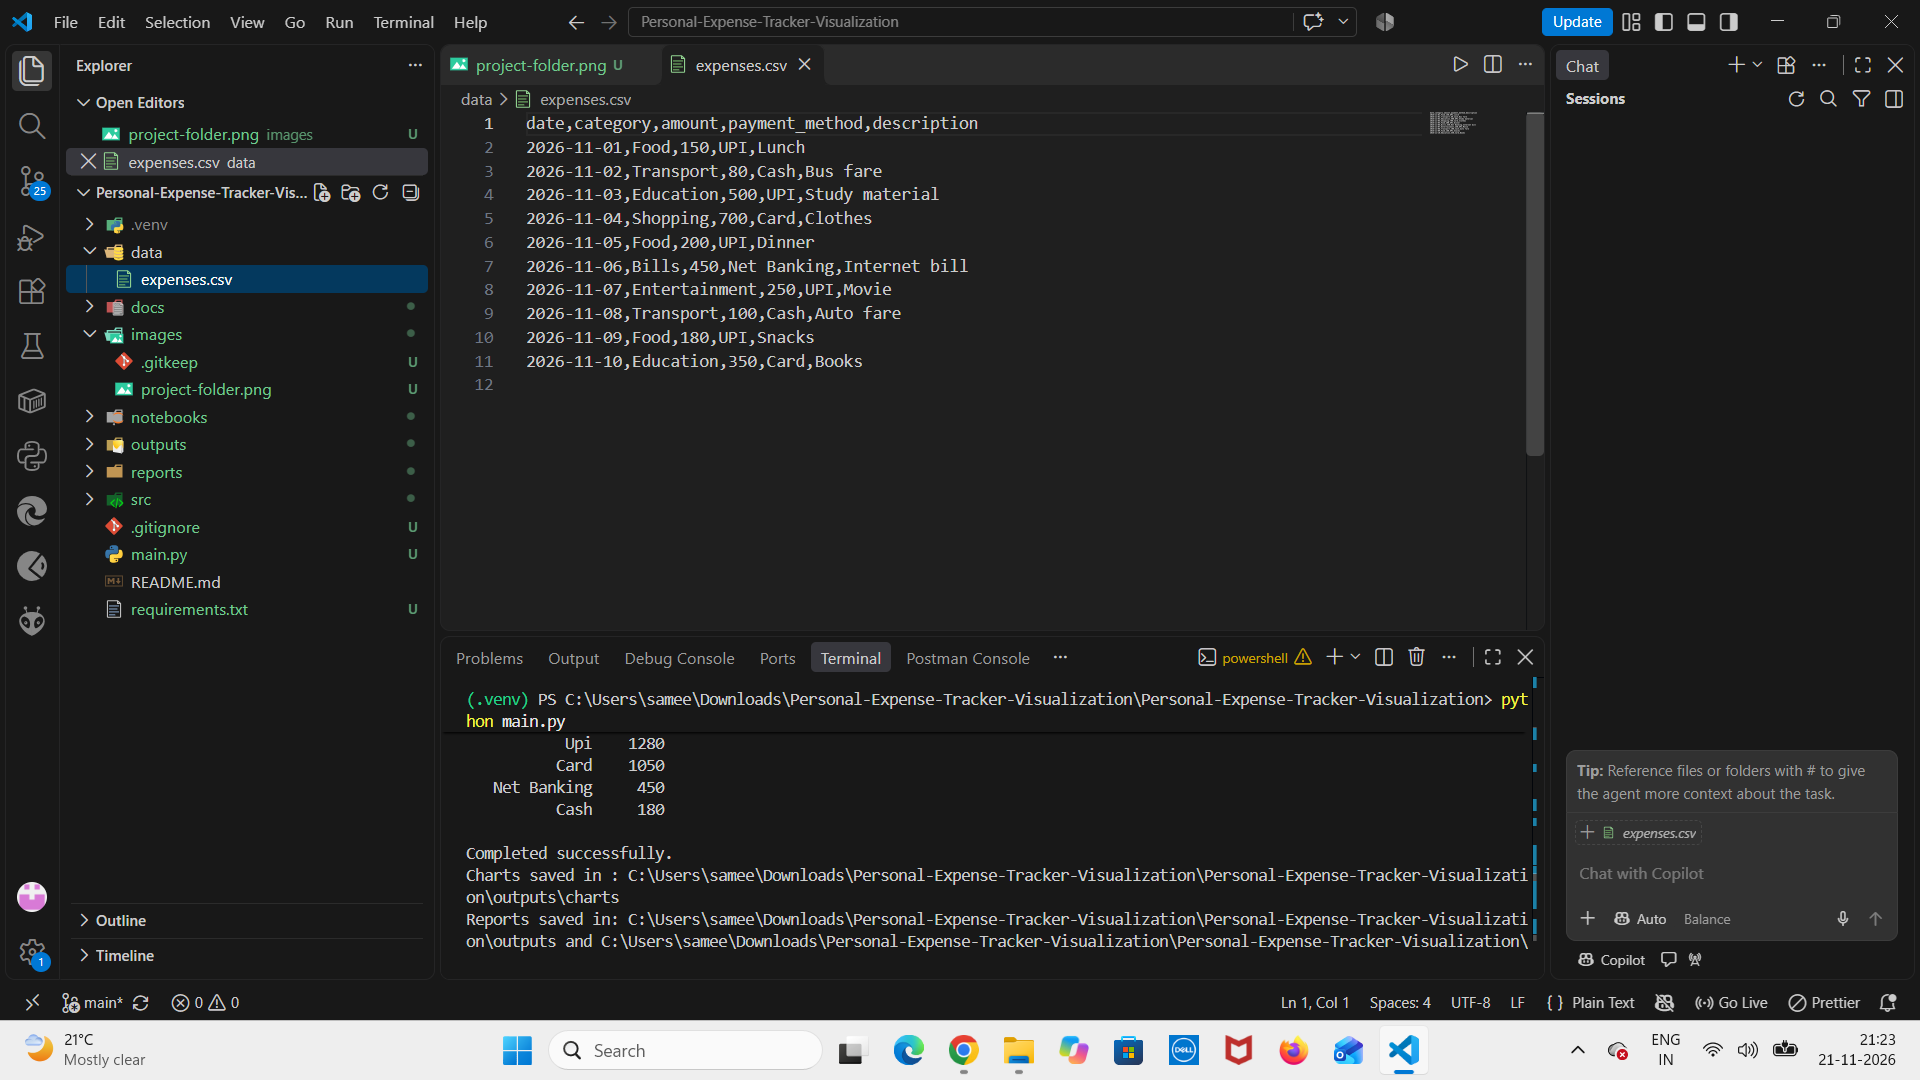 File Edit Selection View Go Run Terminal Help
Personal-Expense-Tracker-Visualization
Update
Explorer
Open Editors
project-folder.png images U
expenses.csv data
Personal-Expense-Tracker-Vis...
.venv
data
expenses.csv
docs
images
.gitkeep U
project-folder.png U
notebooks
outputs
reports
src
.gitignore U
main.py U
README.md
requirements.txt U
Outline
Timeline
25
1
project-folder.png U
expenses.csv
data > expenses.csv
1 date,category,amount,payment_method,description
2 2026-11-01,Food,150,UPI,Lunch
3 2026-11-02,Transport,80,Cash,Bus fare
4 2026-11-03,Education,500,UPI,Study material
5 2026-11-04,Shopping,700,Card,Clothes
6 2026-11-05,Food,200,UPI,Dinner
7 2026-11-06,Bills,450,Net Banking,Internet bill
8 2026-11-07,Entertainment,250,UPI,Movie
9 2026-11-08,Transport,100,Cash,Auto fare
10 2026-11-09,Food,180,UPI,Snacks
11 2026-11-10,Education,350,Card,Books
12
Problems Output Debug Console Ports Terminal Postman Console
powershell
(.venv) PS C:\Users\samee\Downloads\Personal-Expense-Tracker-Visualization\Personal-Expense-Tracker-Visualization> pyt
hon main.py
Upi 1280
Card 1050
Net Banking 450
Cash 180
Completed successfully.
Charts saved in : C:\Users\samee\Downloads\Personal-Expense-Tracker-Visualization\Personal-Expense-Tracker-Visualizati
on\outputs\charts
Reports saved in: C:\Users\samee\Downloads\Personal-Expense-Tracker-Visualization\Personal-Expense-Tracker-Visualizati
on\outputs and C:\Users\samee\Downloads\Personal-Expense-Tracker-Visualization\Personal-Expense-Tracker-Visualization\
Chat
Sessions
Tip: Reference files or folders with # to give
the agent more context about the task.
expenses.csv
Chat with Copilot
Auto Balance
Copilot
main* 0 0
Ln 1, Col 1 Spaces: 4 UTF-8 LF { } Plain Text Go Live Prettier
21°C
Mostly clear
Search
DELL
ENG
IN
21:23
21-11-2026